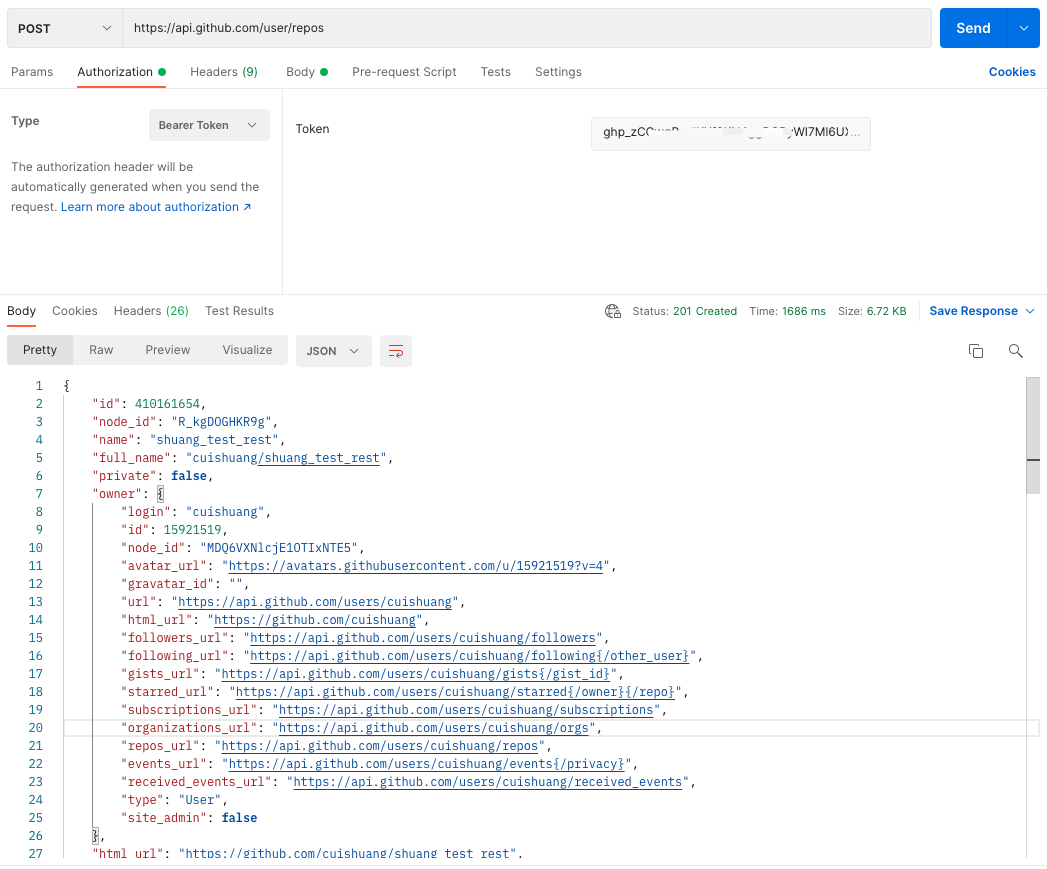 POST https://api.github.com/user/repos Send
Params Authorization Headers (9) Body Pre-request Script Tests Settings Cookies
Type Bearer Token Token
The authorization header will be
automatically generated when you send the
request. Learn more about authorization ↗
Body Cookies Headers (26) Test Results Status: 201 Created Time: 1686 ms Size: 6.72 KB Save Response
Pretty Raw Preview Visualize JSON
1 {
2 "id": 410161654,
3 "node_id": "R_kgDOGHKR9g",
4 "name": "shuang_test_rest",
5 "full_name": "cuishuang/shuang_test_rest",
6 "private": false,
7 "owner": {
8 "login": "cuishuang",
9 "id": 15921519,
10 "node_id": "MDQ6VXNlcjE1OTIxNTE5",
11 "avatar_url": "https://avatars.githubusercontent.com/u/15921519?v=4",
12 "gravatar_id": "",
13 "url": "https://api.github.com/users/cuishuang",
14 "html_url": "https://github.com/cuishuang",
15 "followers_url": "https://api.github.com/users/cuishuang/followers",
16 "following_url": "https://api.github.com/users/cuishuang/following{/other_user}",
17 "gists_url": "https://api.github.com/users/cuishuang/gists{/gist_id}",
18 "starred_url": "https://api.github.com/users/cuishuang/starred{/owner}{/repo}",
19 "subscriptions_url": "https://api.github.com/users/cuishuang/subscriptions",
20 "organizations_url": "https://api.github.com/users/cuishuang/orgs",
21 "repos_url": "https://api.github.com/users/cuishuang/repos",
22 "events_url": "https://api.github.com/users/cuishuang/events{/privacy}",
23 "received_events_url": "https://api.github.com/users/cuishuang/received_events",
24 "type": "User",
25 "site_admin": false
26 },
27 "html_url": "https://github.com/cuishuang/shuang_test_rest",